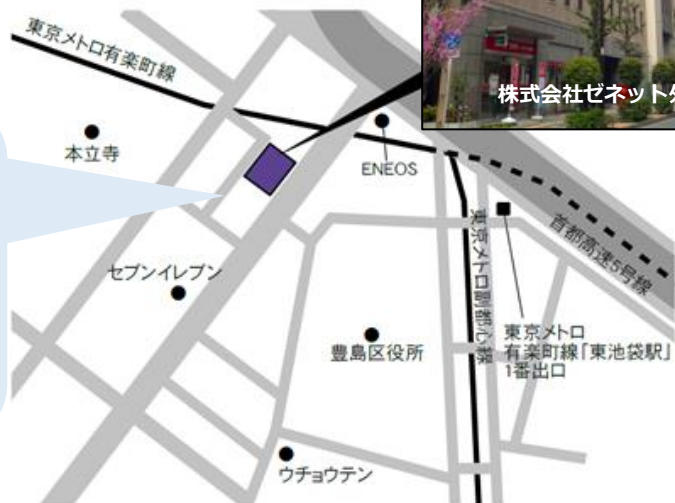 株式会社ゼネット
東京メトロ有楽町線
本立寺
ENEOS
首都高速5号線
東京メトロ副都心線
セブンイレブン
豊島区役所
東京メトロ
有楽町線「東池袋駅」
1番出口
ウチョウテン